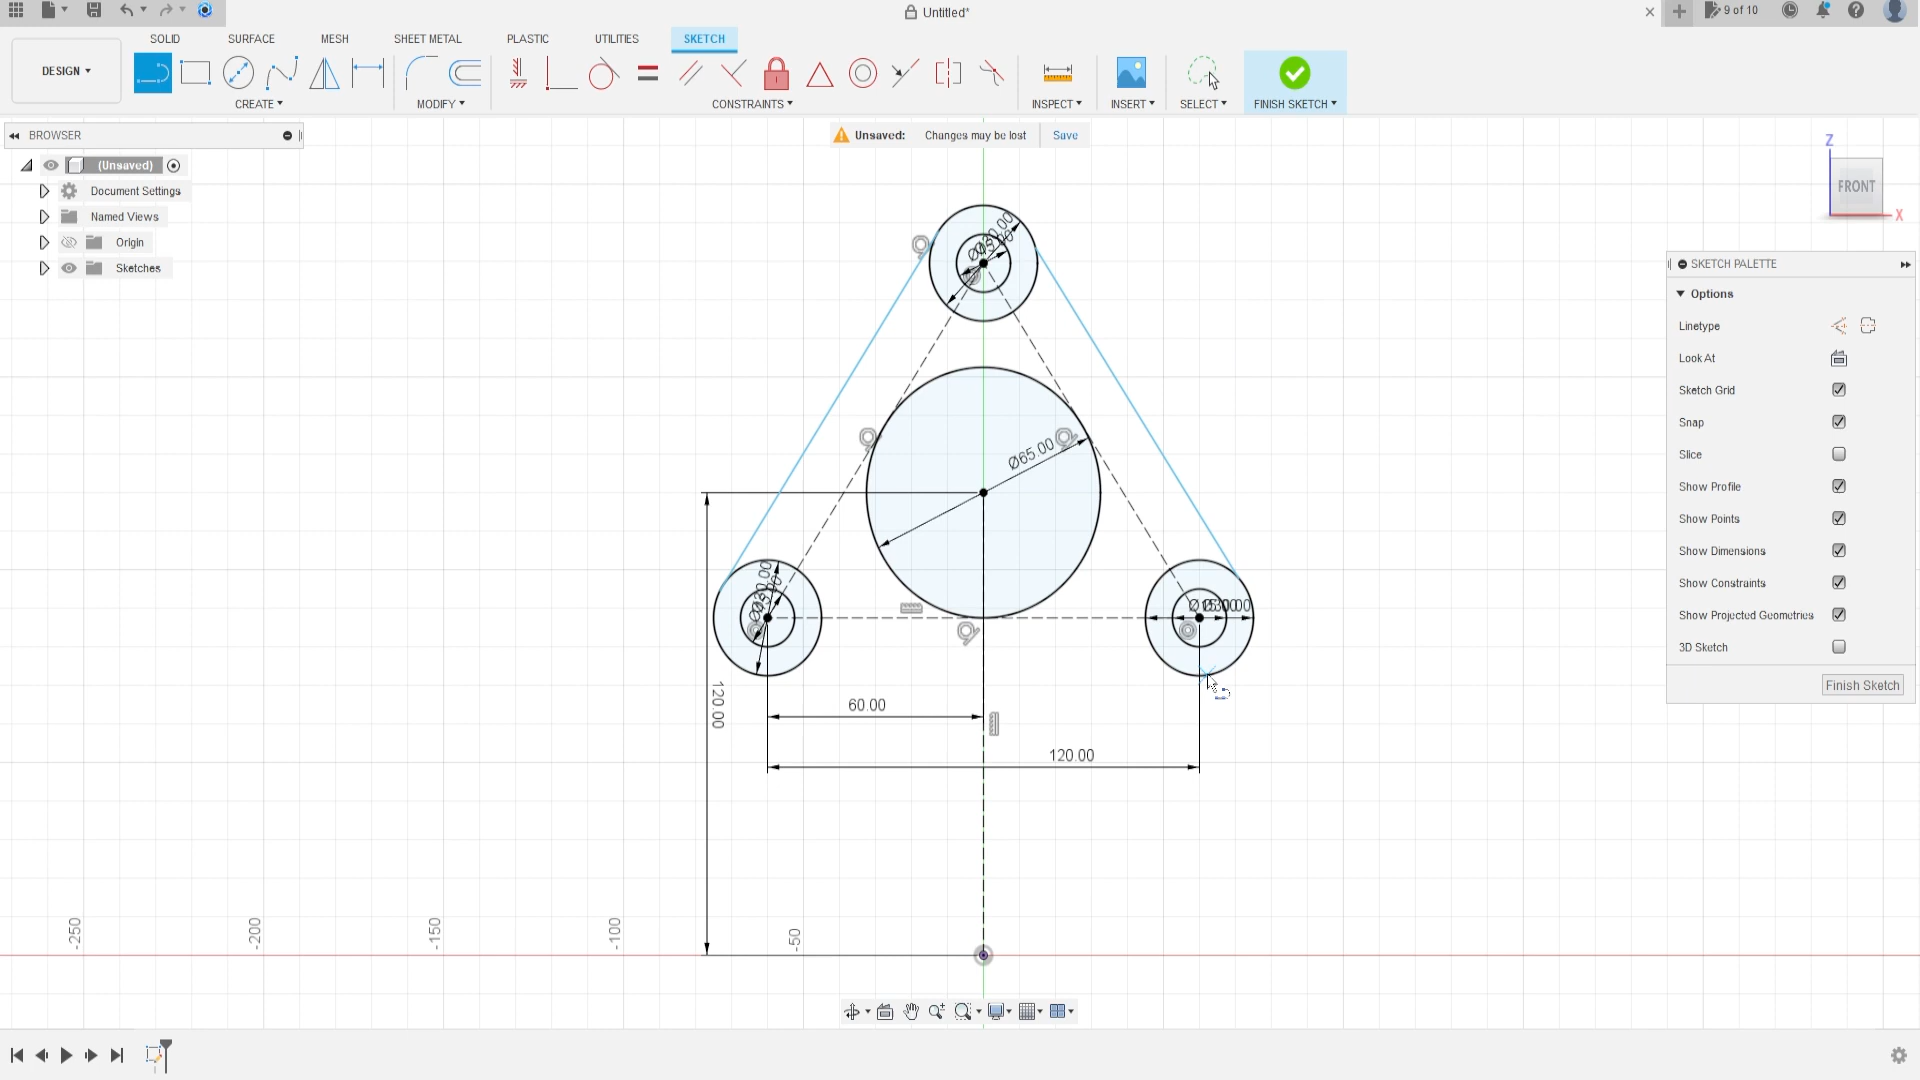 Untitled*
9 of 10
DESIGN
SOLID
SURFACE
MESH
SHEET METAL
PLASTIC
UTILITIES
SKETCH
CREATE
MODIFY
CONSTRAINTS
INSPECT
INSERT
SELECT
FINISH SKETCH
BROWSER
(Unsaved)
Document Settings
Named Views
Origin
Sketches
Unsaved: Changes may be lost Save
Z
FRONT
X
SKETCH PALETTE
Options
Linetype
Look At
Sketch Grid
Snap
Slice
Show Profile
Show Points
Show Dimensions
Show Constraints
Show Projected Geometries
3D Sketch
Finish Sketch
Ø65.00
120.00
60.00
120.00
-250
-200
-150
-100
-50